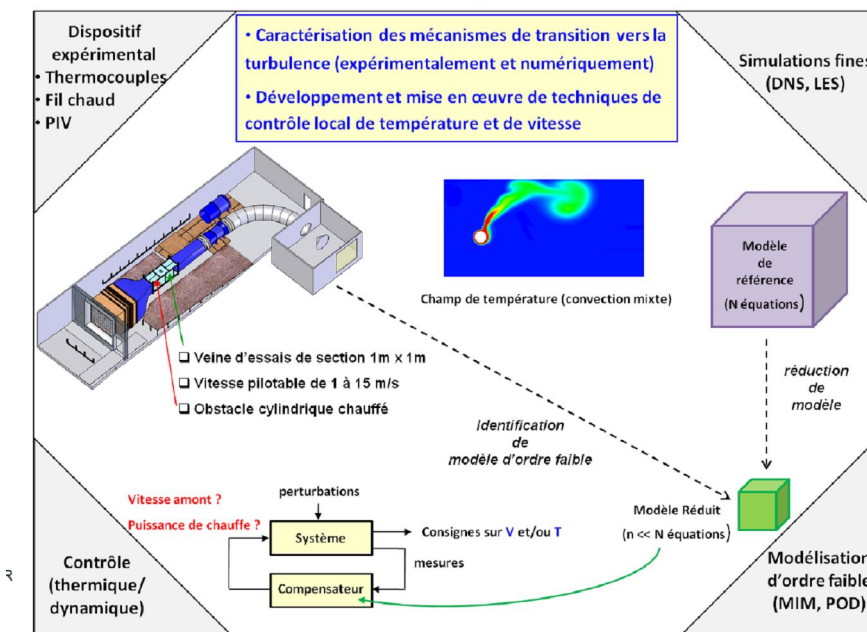 Dispositif
expérimental
• Thermocouples
• Fil chaud
• PIV
• Caractérisation des mécanismes de transition vers la
turbulence (expérimentalement et numériquement)
• Développement et mise en œuvre de techniques de
contrôle local de température et de vitesse
Simulations fines
(DNS, LES)
Champ de température (convection mixte)
Modèle
de
référence
(N équations)
❑ Veine d'essais de section 1m x 1m
❑ Vitesse pilotable de 1 à 15 m/s
❑ Obstacle cylindrique chauffé
réduction
de
modèle
Identification
de
modèle d'ordre faible
Vitesse amont ?
Puissance de chauffe ?
perturbations
Système
Consignes sur V et/ou T
mesures
Compensateur
Modèle Réduit
(n << N équations)
Contrôle
(thermique/
dynamique)
Modélisation
d'ordre faible
(MIM, POD)
R